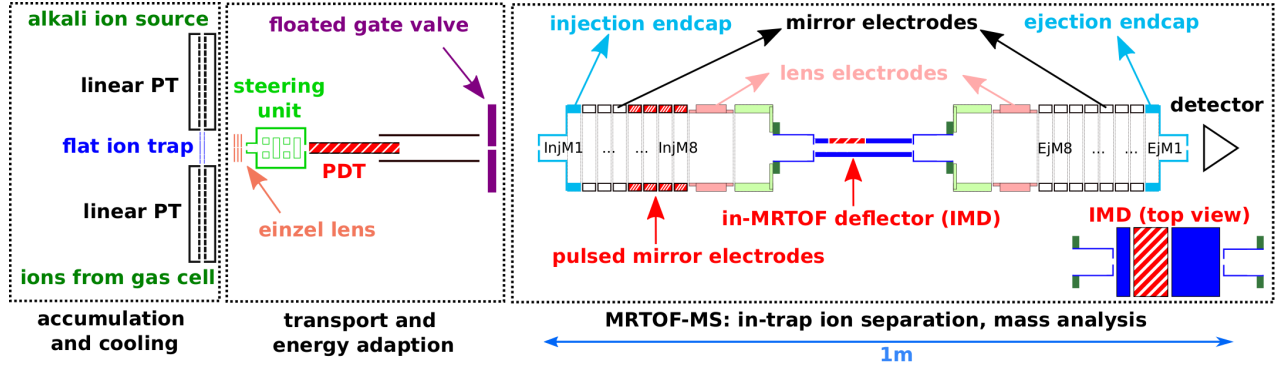 alkali ion source
linear PT
flat ion trap
linear PT
ions from gas cell
accumulation
and cooling
floated gate valve
steering
unit
PDT
einzel lens
transport and
energy adaption
injection endcap
mirror electrodes
ejection endcap
lens electrodes
detector
InjM1
...
...
InjM8
EjM8
...
...
EjM1
in-MRTOF deflector (IMD)
IMD (top view)
pulsed mirror electrodes
MRTOF-MS: in-trap ion separation, mass analysis
1m